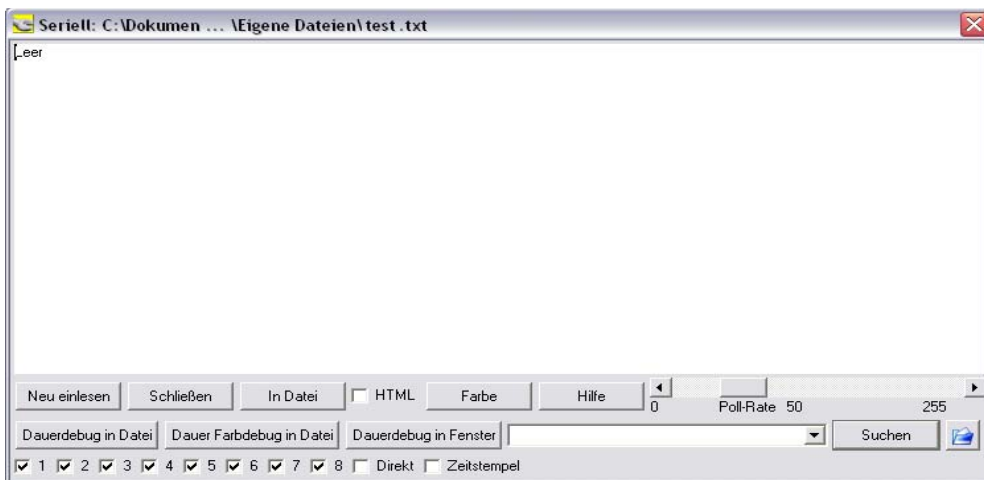 Seriell: C:\Dokumen ... \Eigene Dateien\test.txt
Leer
Neu einlesen Schließen In Datei HTML Farbe Hilfe
0 Poll-Rate 50 255
Dauerdebug in Datei Dauer Farbdebug in Datei Dauerdebug in Fenster Suchen
1 2 3 4 5 6 7 8 Direkt Zeitstempel